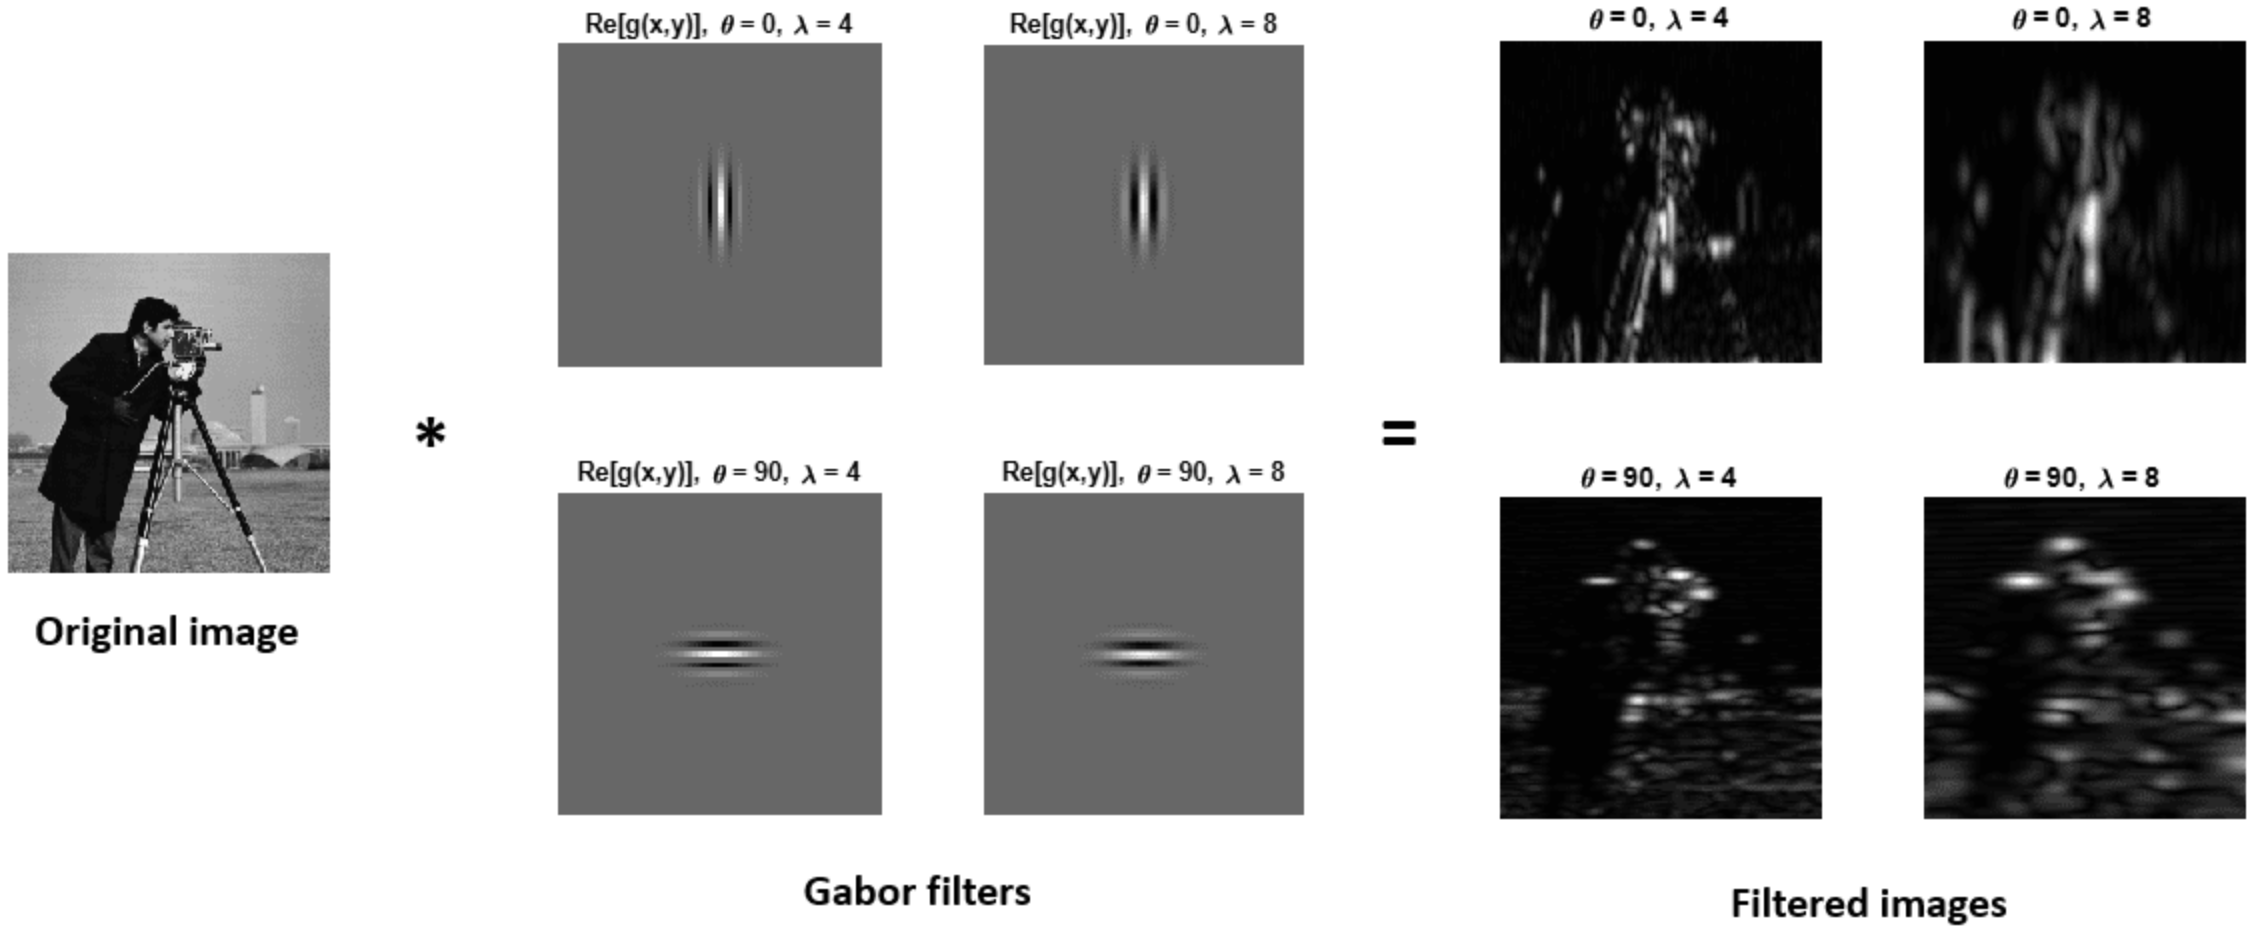 Re[g(x,y)], θ = 0, λ = 4
Re[g(x,y)], θ = 0, λ = 8
θ = 0, λ = 4
θ = 0, λ = 8
*
=
Re[g(x,y)], θ = 90, λ = 4
Re[g(x,y)], θ = 90, λ = 8
θ = 90, λ = 4
θ = 90, λ = 8
Original image
Gabor filters
Filtered images